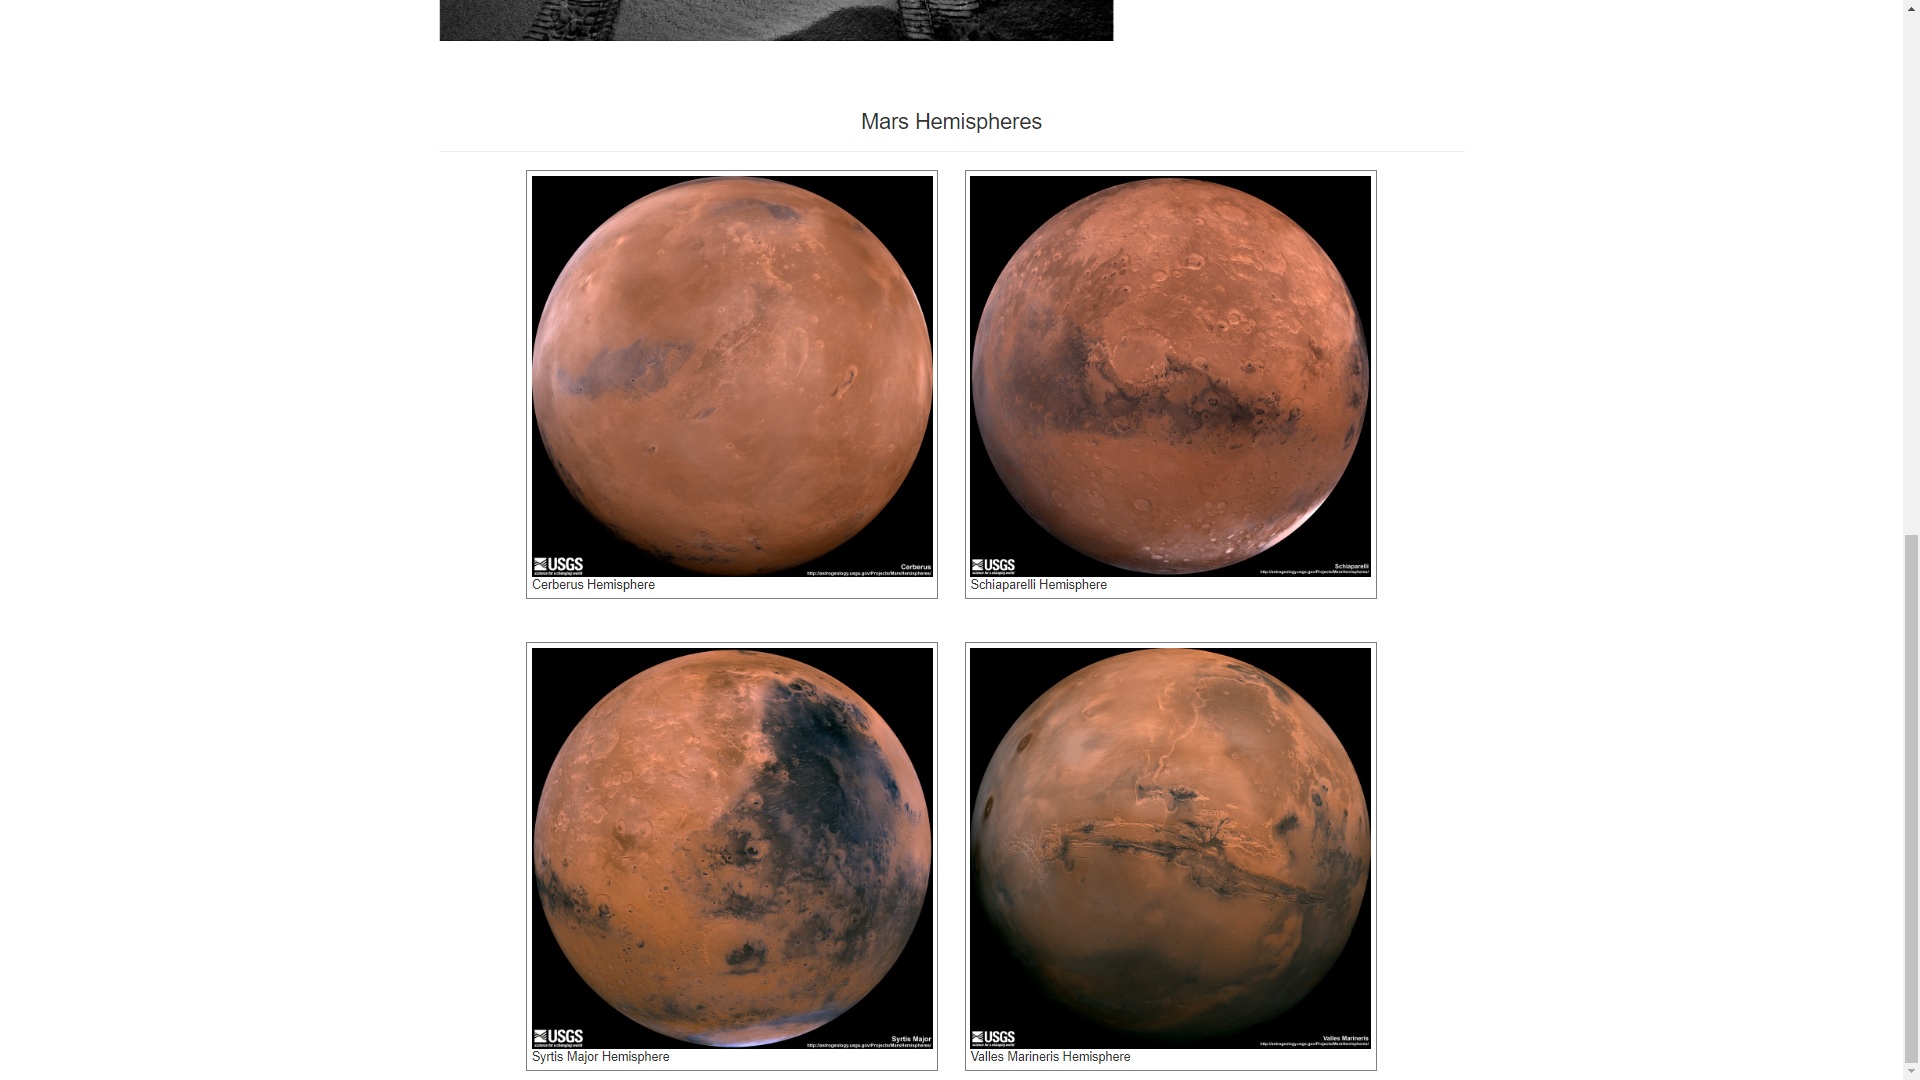 Mars Hemispheres
USGS
science for a changing world
Cerberus
http://astrogeology.usgs.gov/Projects/MarsHemispheres/
Cerberus Hemisphere
USGS
science for a changing world
Schiaparelli
http://astrogeology.usgs.gov/Projects/MarsHemispheres/
Schiaparelli Hemisphere
USGS
science for a changing world
Syrtis Major
http://astrogeology.usgs.gov/Projects/MarsHemispheres/
Syrtis Major Hemisphere
USGS
science for a changing world
Valles Marineris
http://astrogeology.usgs.gov/Projects/MarsHemispheres/
Valles Marineris Hemisphere